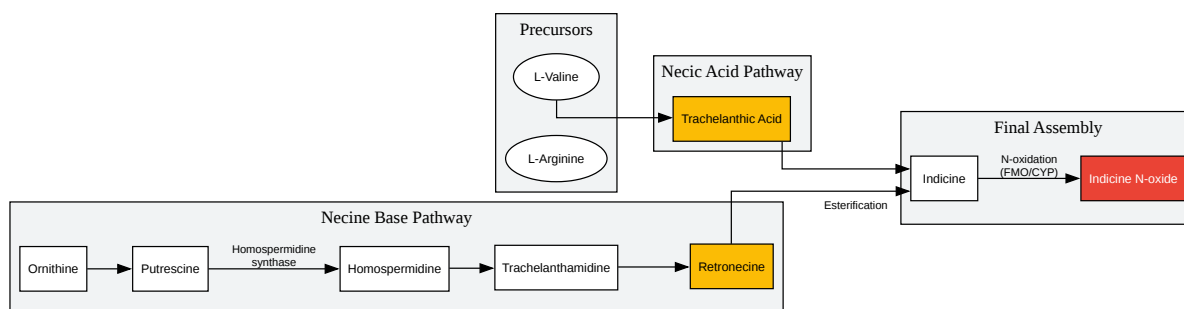 Precursors
L-Valine
L-Arginine
Necic Acid Pathway
Trachelanthic Acid
Final Assembly
Indicine
N-oxidation
(FMO/CYP)
Indicine N-oxide
Esterification
Necine Base Pathway
Ornithine
Putrescine
Homospermidine
synthase
Homospermidine
Trachelanthamidine
Retronecine